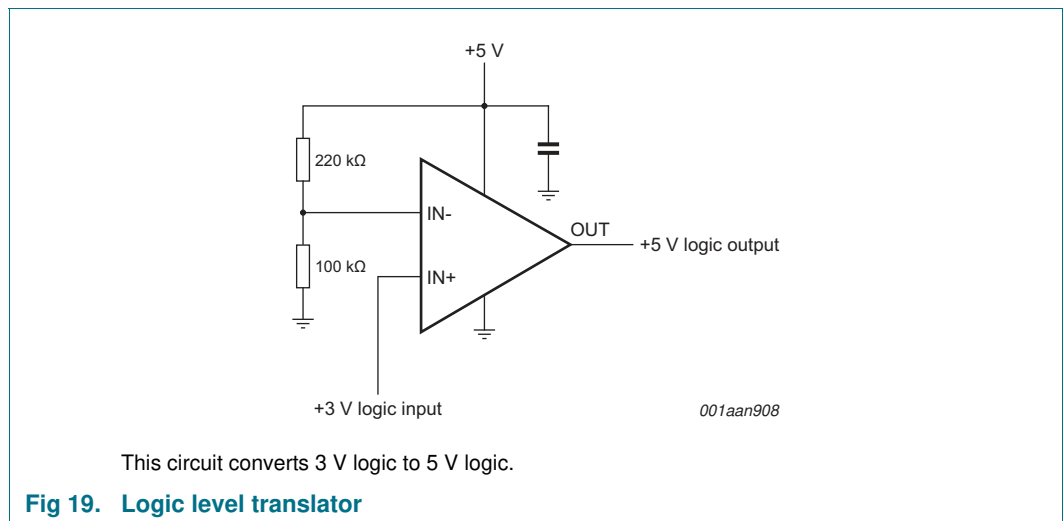 +5 V
220 kΩ
IN-
OUT
+5 V logic output
100 kΩ
IN+
+3 V logic input
001aan908
This circuit converts 3 V logic to 5 V logic.
Fig 19. Logic level translator